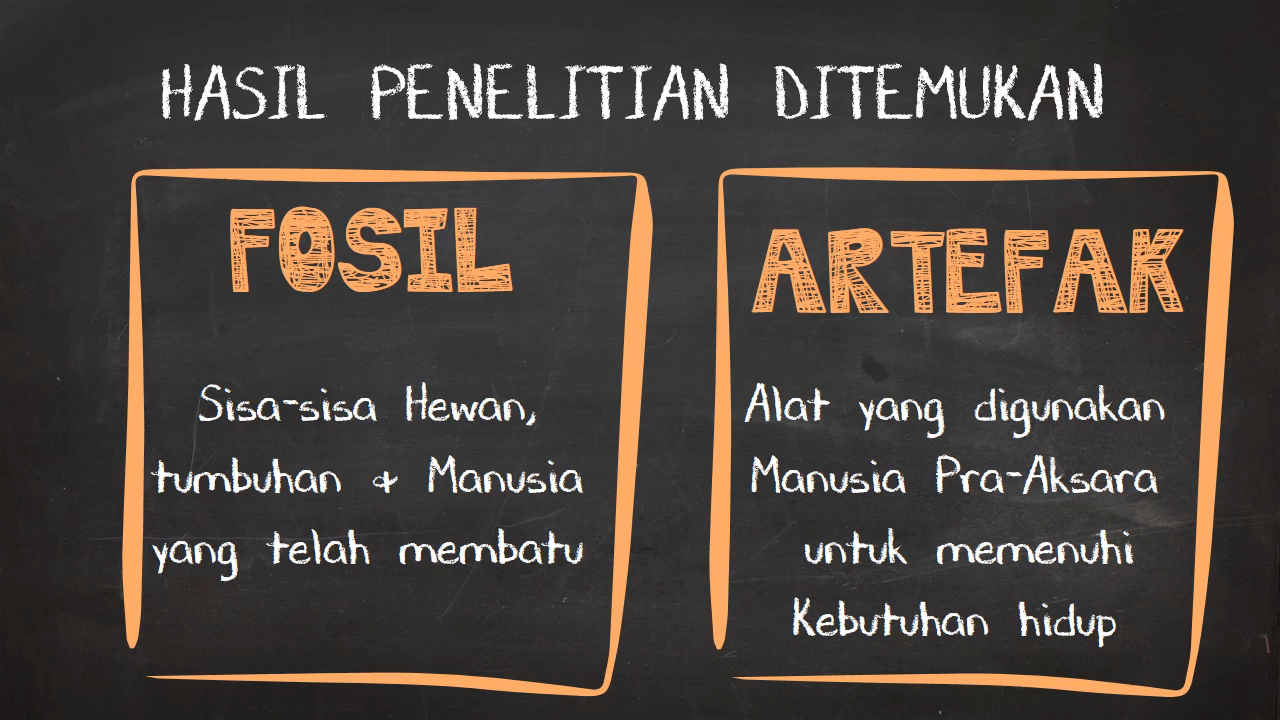 HASIL PENELITIAN DITEMUKAN
FOSIL
Sisa-sisa Hewan,
tumbuhan & Manusia
yang telah membatu
ARTEFAK
Alat yang digunakan
Manusia Pra-Aksara
untuk memenuhi
Kebutuhan hidup